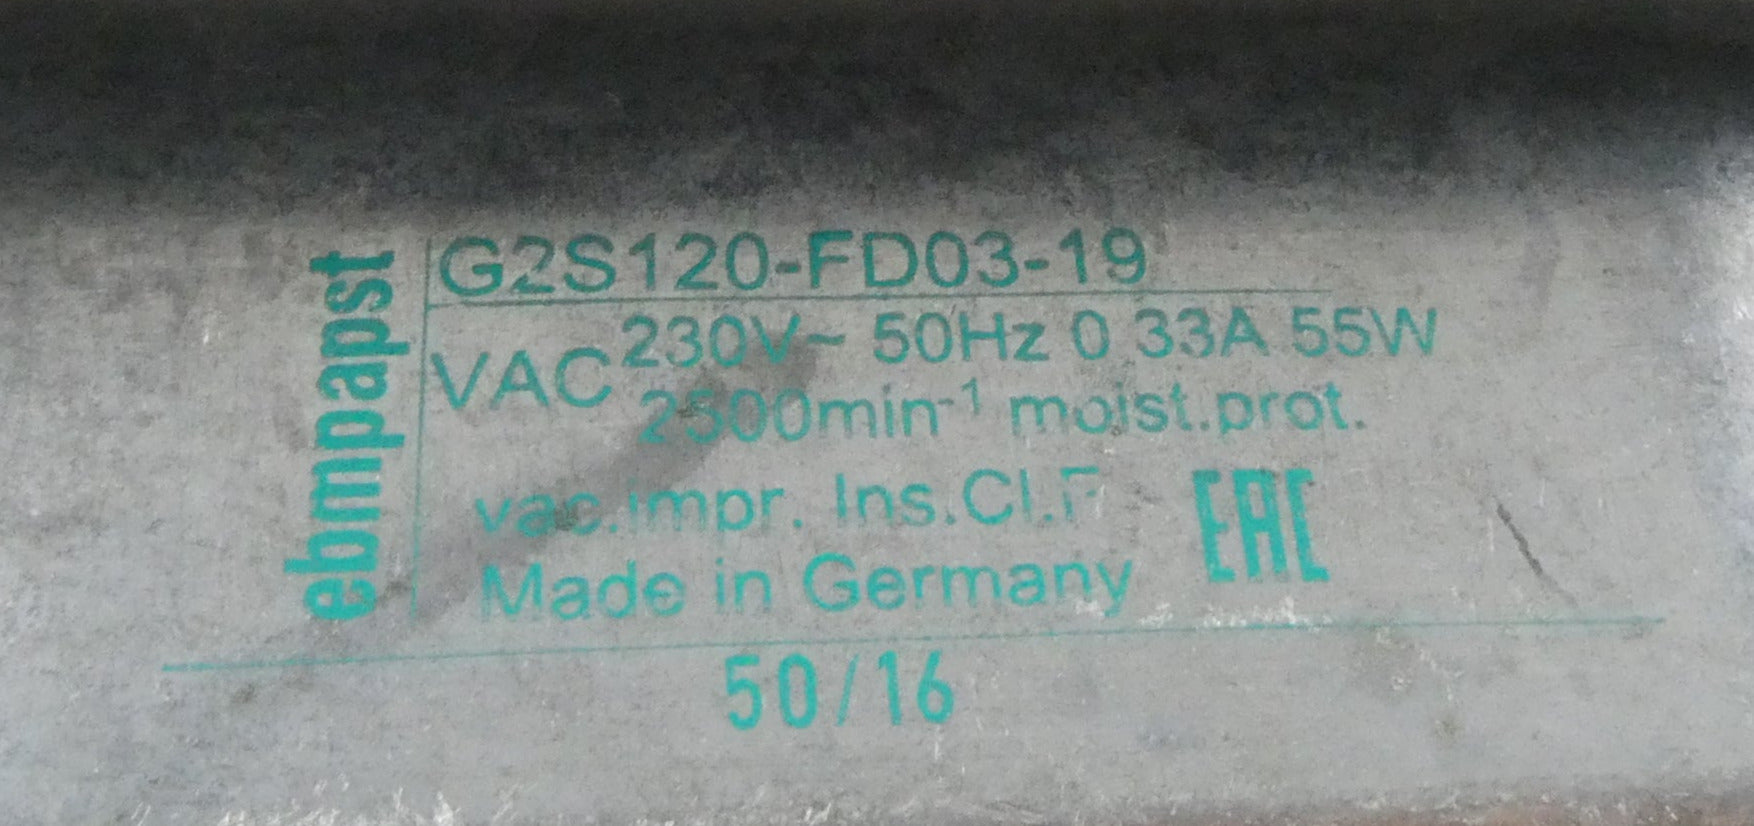 ebmpapst
G2S120-FD03-19
VAC
230V~ 50Hz 0 33A 55W
2500min-1 moist.prot.
vac.impr. Ins.Cl.F
Made in Germany
EAC
50/16